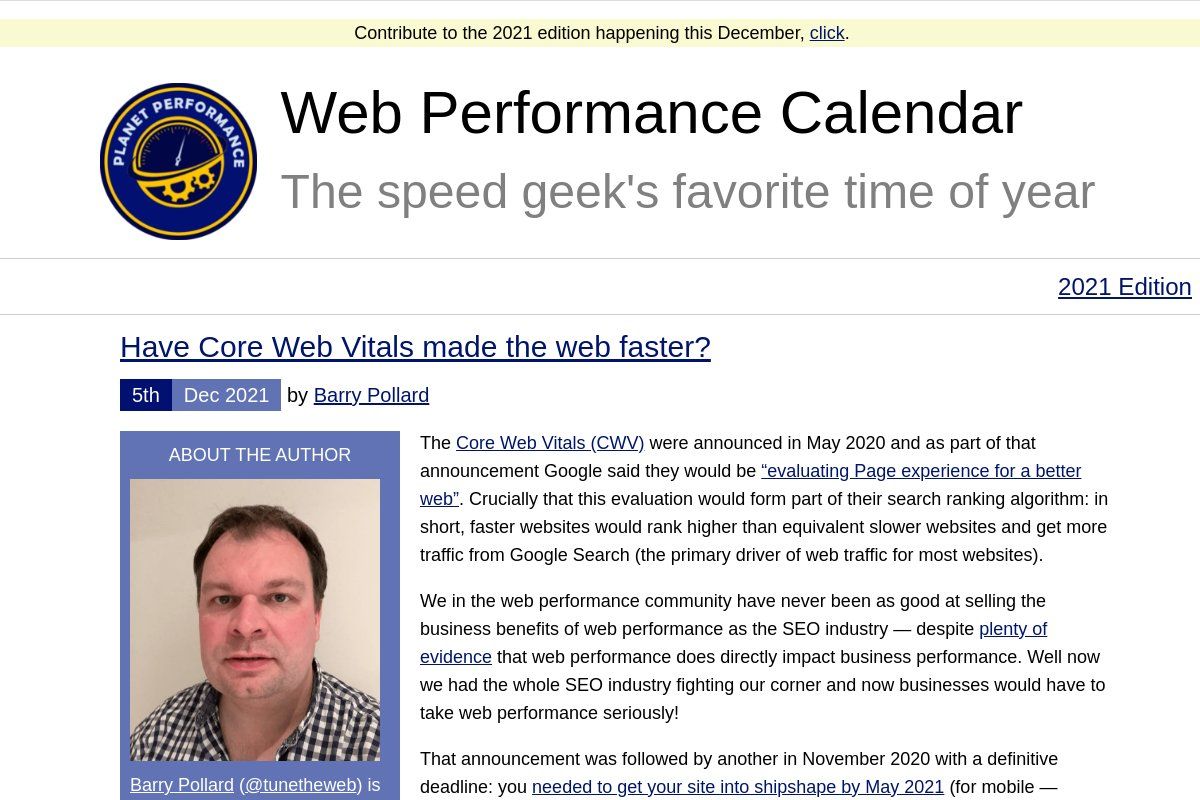 Contribute to the 2021 edition happening this December, click.
PLANET PERFORMANCE
Web Performance Calendar
The speed geek's favorite time of year
2021 Edition
Have Core Web Vitals made the web faster?
5th Dec 2021 by Barry Pollard
ABOUT THE AUTHOR
Barry Pollard (@tunetheweb) is
The Core Web Vitals (CWV) were announced in May 2020 and as part of that
announcement Google said they would be “evaluating Page experience for a better
web”. Crucially that this evaluation would form part of their search ranking algorithm: in
short, faster websites would rank higher than equivalent slower websites and get more
traffic from Google Search (the primary driver of web traffic for most websites).
We in the web performance community have never been as good at selling the
business benefits of web performance as the SEO industry — despite plenty of
evidence that web performance does directly impact business performance. Well now
we had the whole SEO industry fighting our corner and now businesses would have to
take web performance seriously!
That announcement was followed by another in November 2020 with a definitive
deadline: you needed to get your site into shipshape by May 2021 (for mobile —